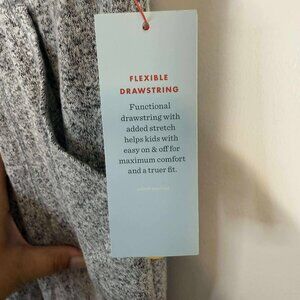 FLEXIBLE
DRAWSTRING
Functional
drawstring with
added stretch
helps kids with
easy on & off for
maximum comfort
and a truer fit.